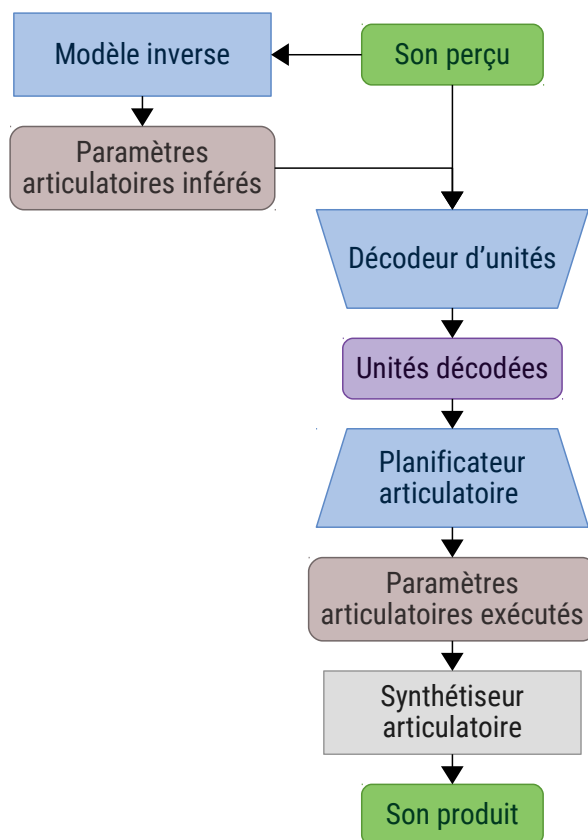 Modèle inverse
Son perçu
Paramètres
articulatoires inférés
Décodeur d’unités
Unités décodées
Planificateur
articulatoire
Paramètres
articulatoires exécutés
Synthétiseur
articulatoire
Son produit